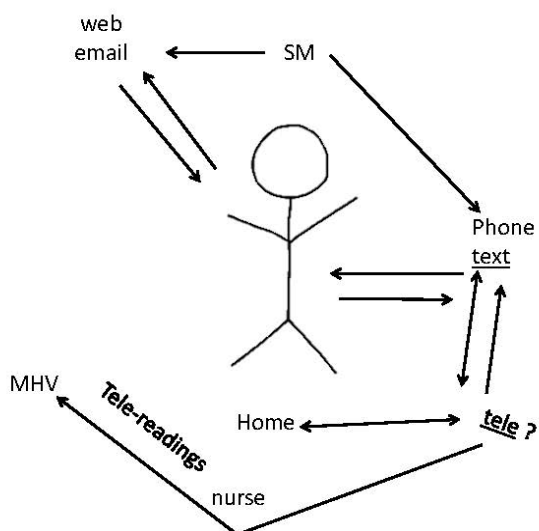 web
email
SM
Phone
text
MHV
Tele-readings
Home
tele ?
nurse